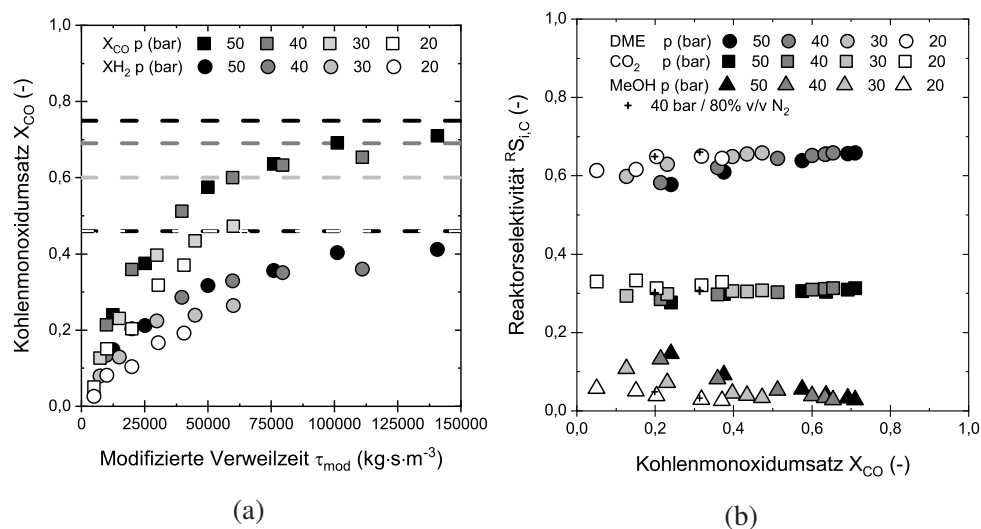 1,0
0,8
0,6
0,4
0,2
0,0
0
25000
50000
75000
100000
125000
150000
Kohlenmonoxidumsatz X_CO (-)
Modifizierte Verweilzeit τ_mod (kg·s·m⁻³)
X_CO p (bar) 50 40 30 20
XH₂ p (bar) 50 40 30 20
(a)
1,0
0,8
0,6
0,4
0,2
0,0
0,0
0,2
0,4
0,6
0,8
1,0
Reaktorselektivität ᴿS_i,C (-)
Kohlenmonoxidumsatz X_CO (-)
DME p (bar) 50 40 30 20
CO₂ p (bar) 50 40 30 20
MeOH p (bar) 50 40 30 20
+ 40 bar / 80% v/v N₂
(b)